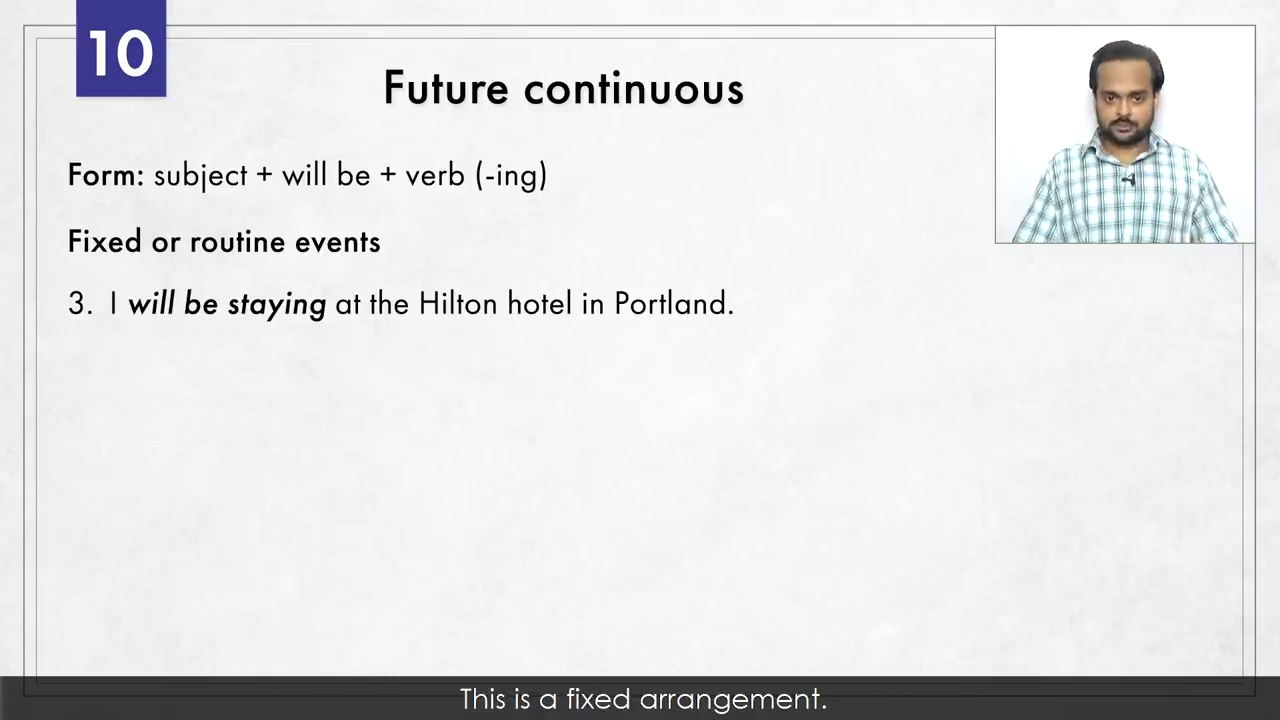 10
Future continuous
Form: subject + will be + verb (-ing)
Fixed or routine events
3. I will be staying at the Hilton hotel in Portland.
This is a fixed arrangement.